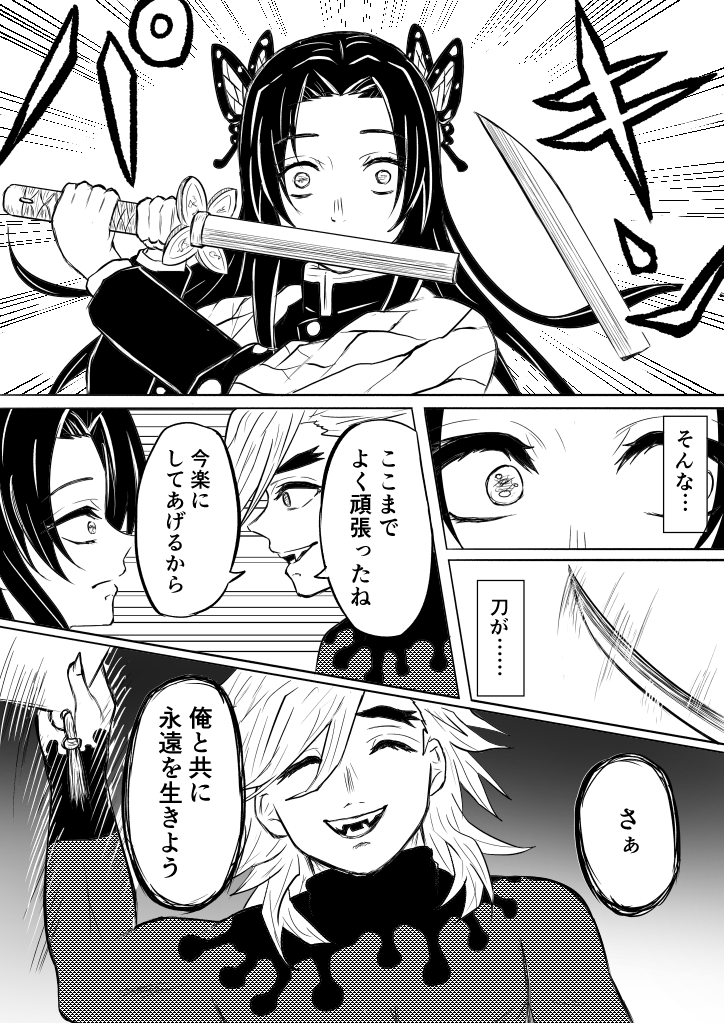 パキン
そんな…
刀が……
ここまで
よく頑張ったね
今楽に
してあげるから
さぁ
俺と共に
永遠を生きよう